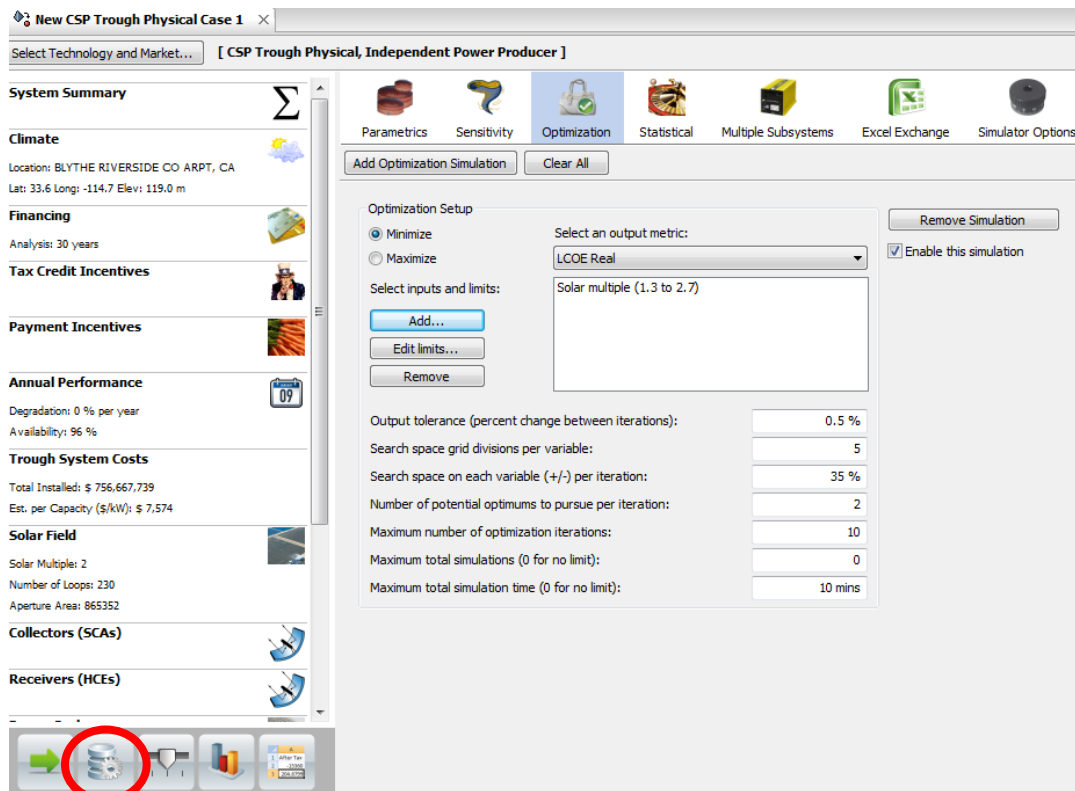 New CSP Trough Physical Case 1
Select Technology and Market... [ CSP Trough Physical, Independent Power Producer ]
System Summary
Climate
Location: BLYTHE RIVERSIDE CO ARPT, CA
Lat: 33.6 Long: -114.7 Elev: 119.0 m
Financing
Analysis: 30 years
Tax Credit Incentives
Payment Incentives
Annual Performance
Degradation: 0 % per year
Availability: 96 %
Trough System Costs
Total Installed: $ 756,667,739
Est. per Capacity ($/kW): $ 7,574
Solar Field
Solar Multiple: 2
Number of Loops: 230
Aperture Area: 865352
Collectors (SCAs)
Receivers (HCEs)
Parametrics Sensitivity Optimization Statistical Multiple Subsystems Excel Exchange Simulator Options
Add Optimization Simulation Clear All
Optimization Setup
Minimize
Maximize
Select an output metric:
LCOE Real
Select inputs and limits:
Solar multiple (1.3 to 2.7)
Add...
Edit limits...
Remove
Remove Simulation
Enable this simulation
Output tolerance (percent change between iterations): 0.5 %
Search space grid divisions per variable: 5
Search space on each variable (+/-) per iteration: 35 %
Number of potential optimums to pursue per iteration: 2
Maximum number of optimization iterations: 10
Maximum total simulations (0 for no limit): 0
Maximum total simulation time (0 for no limit): 10 mins
09
After Tax